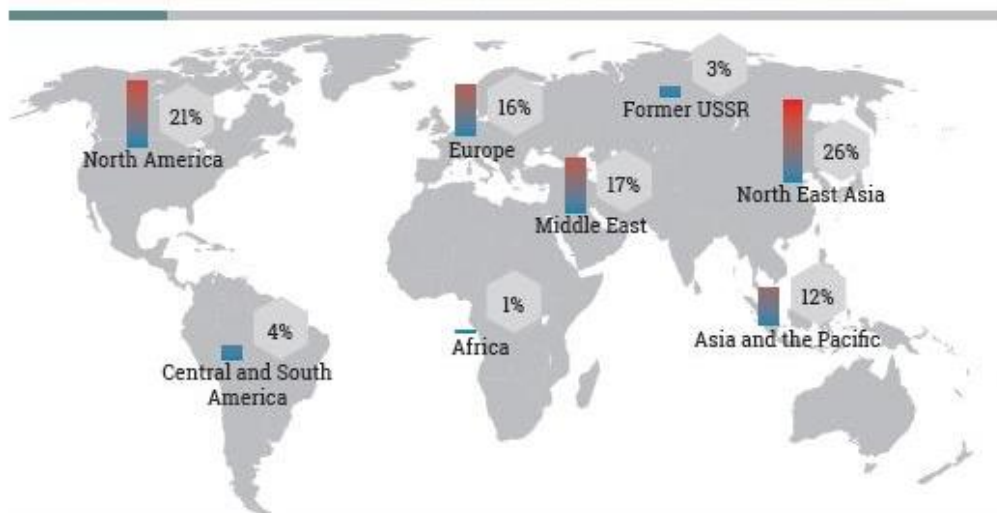 3%
Former USSR
21%
North America
16%
Europe
26%
North East Asia
17%
Middle East
12%
Asia and the Pacific
1%
Africa
4%
Central and South
America